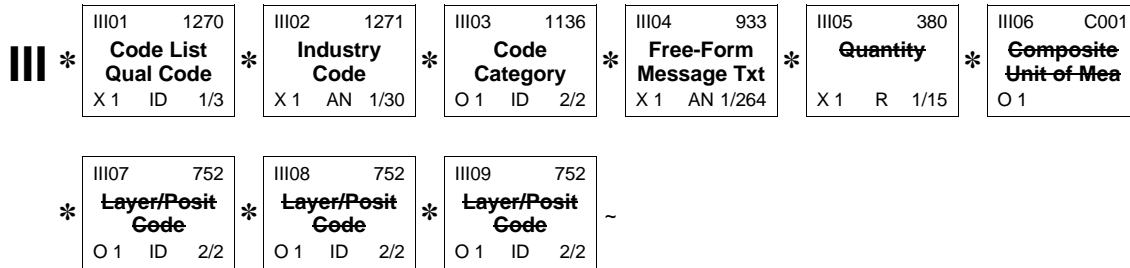 III01 1270 III02 1271 III03 1136 III04 933 III05 380 III06 C001
III * Code List * Industry * Code * Free-Form * Quantity * Composite
Qual Code Code Category Message Txt Unit of Mea
X 1 ID 1/3 X 1 AN 1/30 O 1 ID 2/2 X 1 AN 1/264 X 1 R 1/15 O 1
III07 752 III08 752 III09 752
* Layer/Posit * Layer/Posit * Layer/Posit ~
Code Code Code
O 1 ID 2/2 O 1 ID 2/2 O 1 ID 2/2